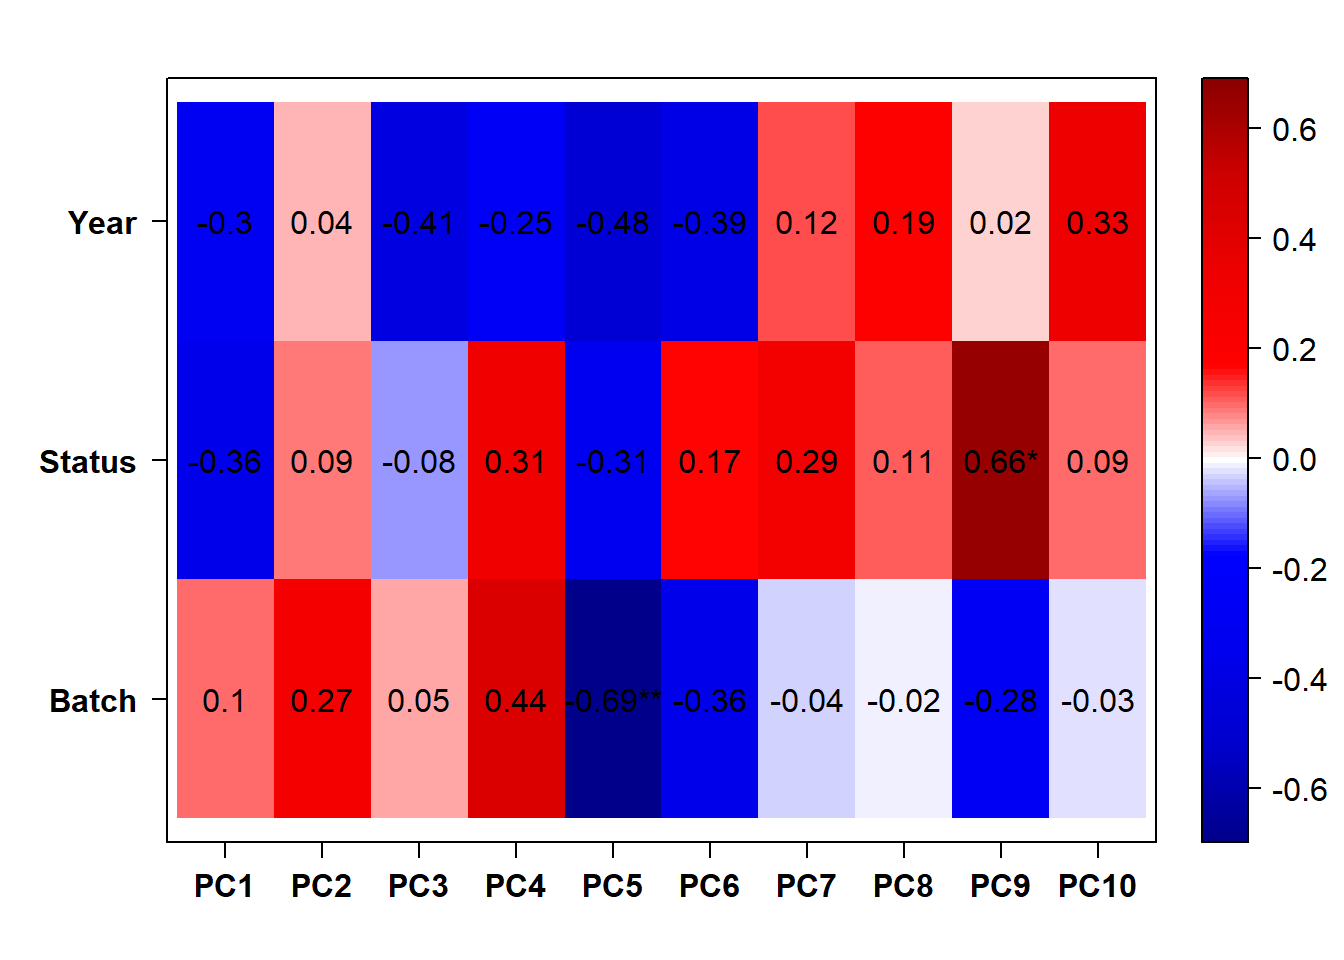 0.6
Year -0.3 0.04 -0.41 -0.25 -0.48 -0.39 0.12 0.19 0.02 0.33
0.4
0.2
Status -0.36 0.09 -0.08 0.31 -0.31 0.17 0.29 0.11 0.66* 0.09
0.0
-0.2
Batch 0.1 0.27 0.05 0.44 -0.69** -0.36 -0.04 -0.02 -0.28 -0.03
-0.4
-0.6
PC1 PC2 PC3 PC4 PC5 PC6 PC7 PC8 PC9 PC10